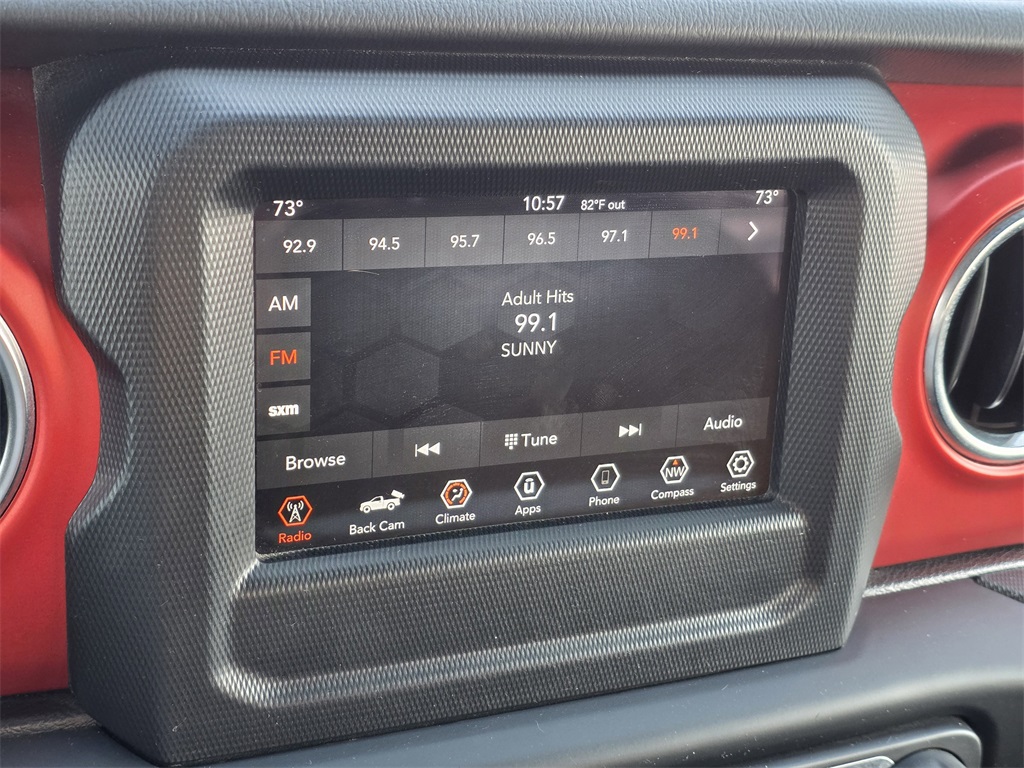 73° 10:57 82°F out 73°
92.9 94.5 95.7 96.5 97.1 99.1
AM
FM
sxm
Adult Hits
99.1
SUNNY
Browse Tune Audio
NW
Radio Back Cam Climate Apps Phone Compass Settings